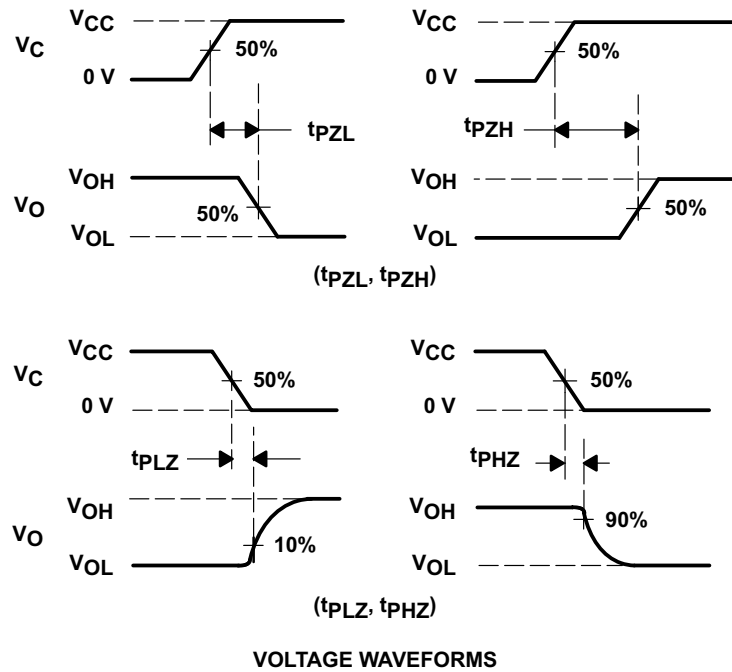 VCC
VC
50%
0 V
tPZL
VOH
VO
50%
VOL
VCC
50%
0 V
tPZH
VOH
50%
VOL
(tPZL, tPZH)
VCC
VC
50%
0 V
tPLZ
VOH
VO
10%
VOL
VCC
50%
0 V
tPHZ
VOH
90%
VOL
(tPLZ, tPHZ)
VOLTAGE WAVEFORMS